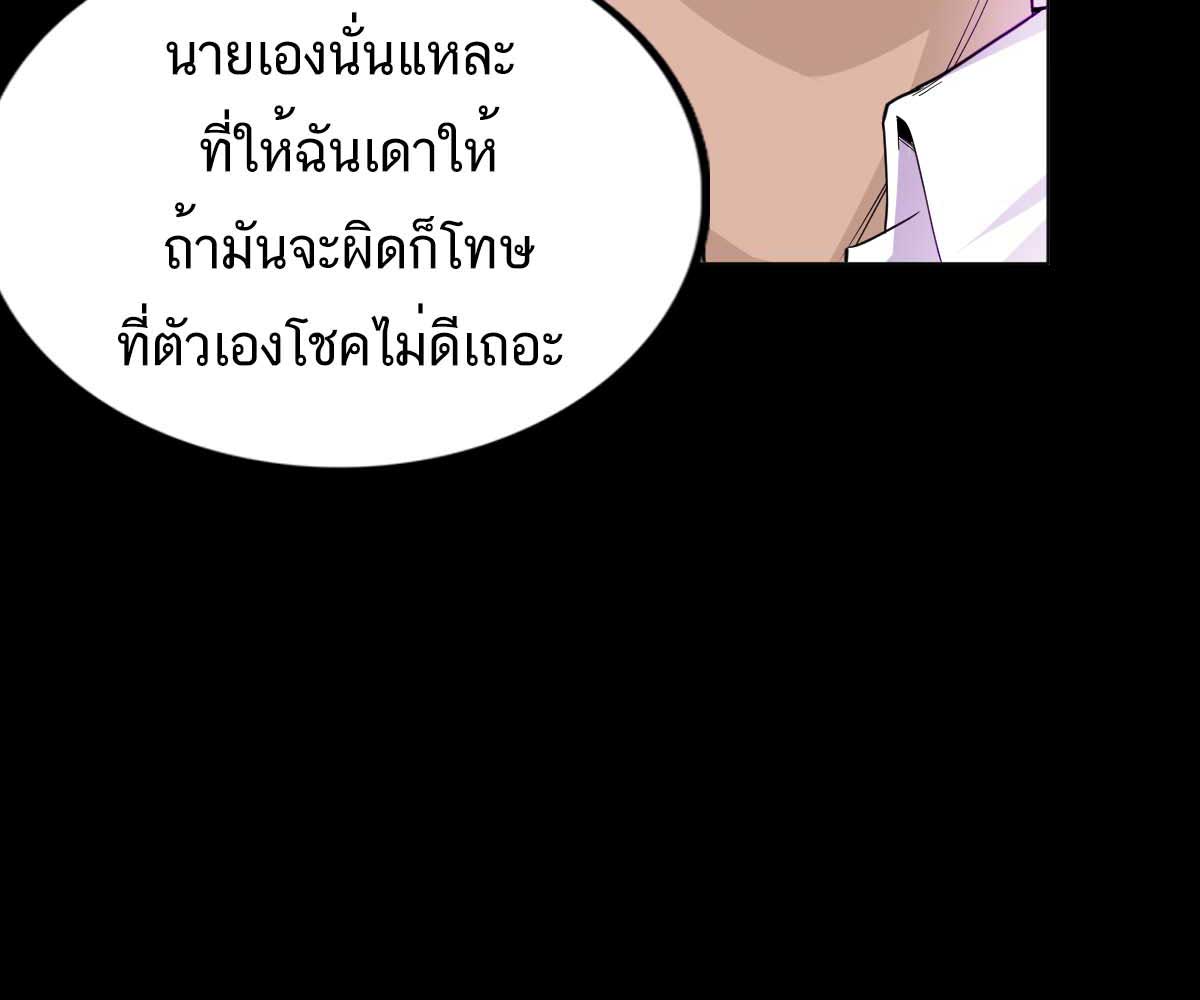 นายเองนั่นแหละ
ที่ให้ฉันเดาให้
ถ้ามันจะผิดก็โทษ
ที่ตัวเองโชคไม่ดีเถอะ